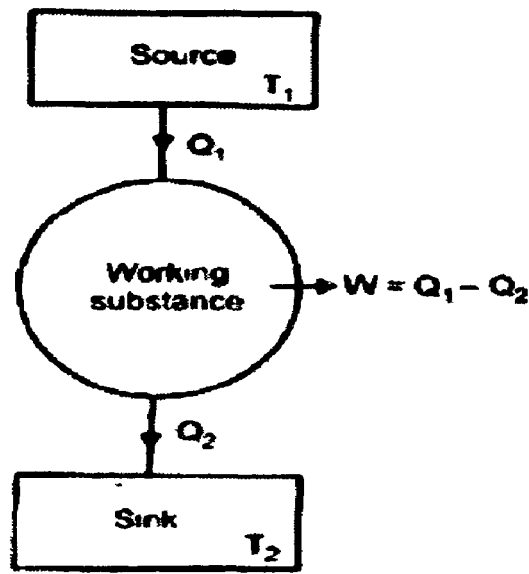 Source
T₁
Q₁
Working
substance
W = Q₁ – Q₂
Q₂
Sink
T₂